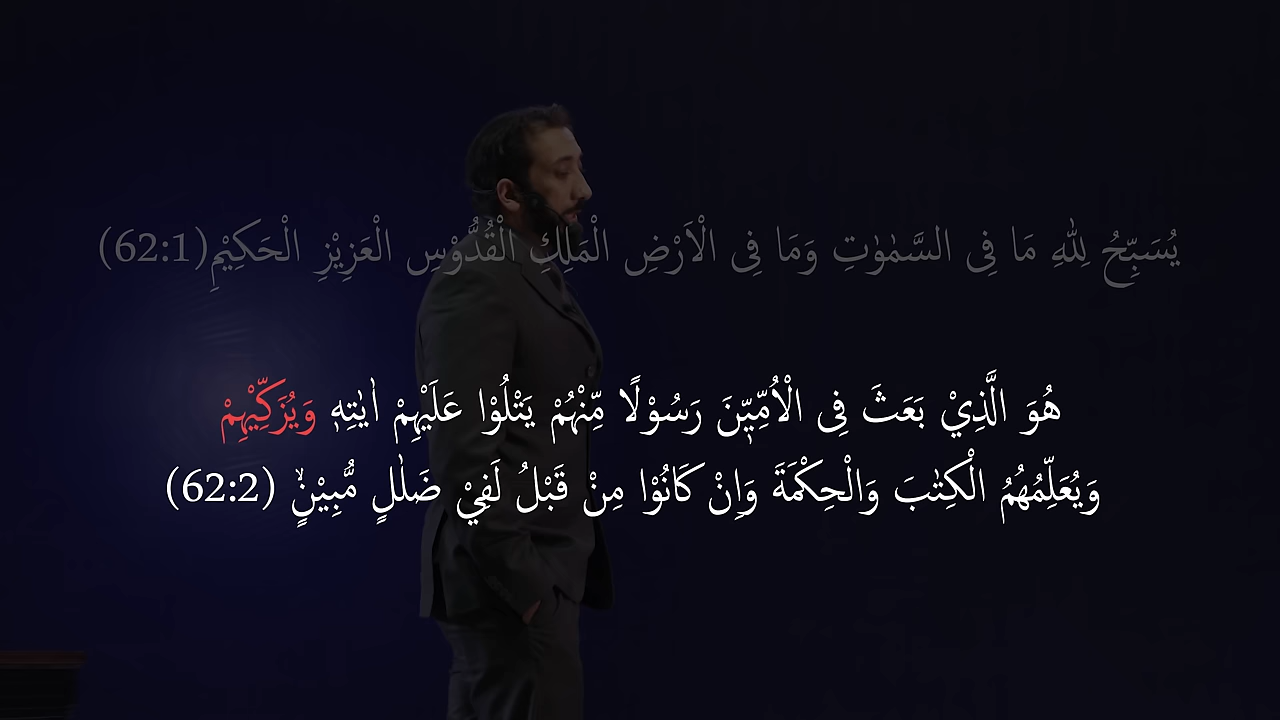 يُسَبِّحُ لِلّٰهِ مَا فِى السَّمٰوٰتِ وَمَا فِى الْاَرْضِ الْمَلِكِ الْقُدُّوْسِ الْعَزِيْزِ الْحَكِيْمِ(62:1)
هُوَ الَّذِيْ بَعَثَ فِى الْاُمِّيّٖنَ رَسُوْلًا مِّنْهُمْ يَتْلُوْا عَلَيْهِمْ اٰيٰتِهٖ وَيُزَكِّيْهِمْ
وَيُعَلِّمُهُمُ الْكِتٰبَ وَالْحِكْمَةَ وَاِنْ كَانُوْا مِنْ قَبْلُ لَفِيْ ضَلٰلٍ مُّبِيْنٍۙ (62:2)